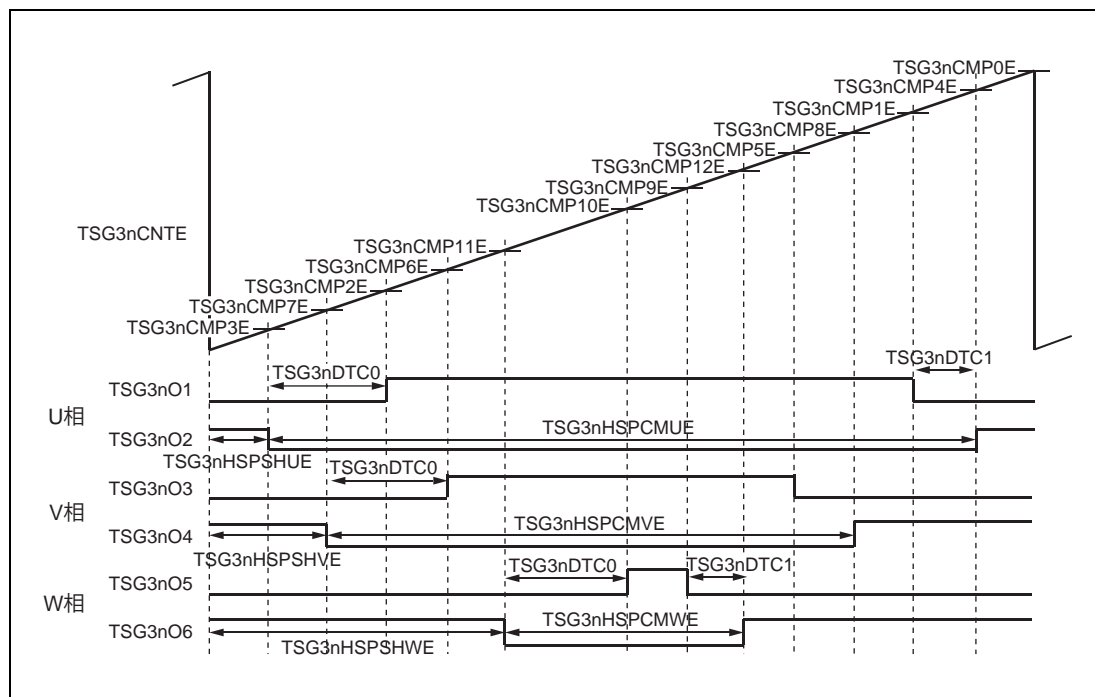 TSG3nCMP0E
TSG3nCMP4E
TSG3nCMP1E
TSG3nCMP8E
TSG3nCMP5E
TSG3nCMP12E
TSG3nCMP9E
TSG3nCMP10E
TSG3nCNTE
TSG3nCMP11E
TSG3nCMP6E
TSG3nCMP2E
TSG3nCMP7E
TSG3nCMP3E
TSG3nDTC0
TSG3nDTC1
TSG3nO1
U相
TSG3nHSPCMUE
TSG3nO2
TSG3nHSPSHUE
TSG3nDTC0
TSG3nO3
V相
TSG3nHSPCMVE
TSG3nO4
TSG3nHSPSHVE
TSG3nDTC0
TSG3nDTC1
TSG3nO5
W相
TSG3nHSPCMWE
TSG3nO6
TSG3nHSPSHWE